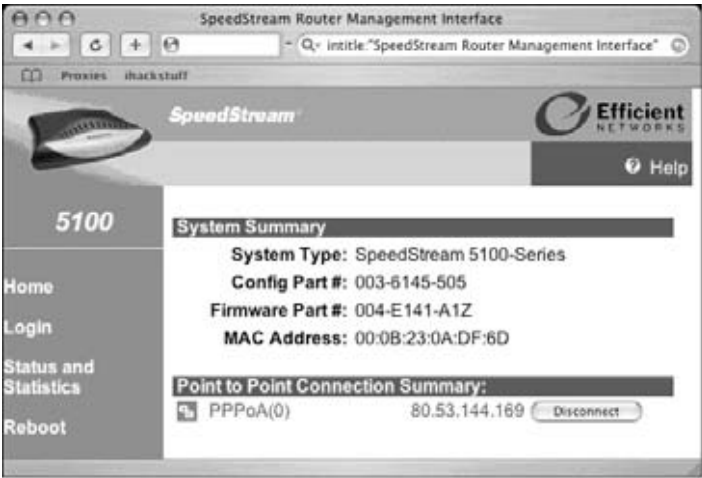 SpeedStream Router Management Interface
intitle:"SpeedStream Router Management Interface"
Proxies ihackstuff
SpeedStream
Efficient
NETWORKS
? Help
5100
Home
Login
Status and
Statistics
Reboot
System Summary
System Type: SpeedStream 5100-Series
Config Part #: 003-6145-505
Firmware Part #: 004-E141-A1Z
MAC Address: 00:0B:23:0A:DF:6D
Point to Point Connection Summary:
PPPoA(0) 80.53.144.169 Disconnect